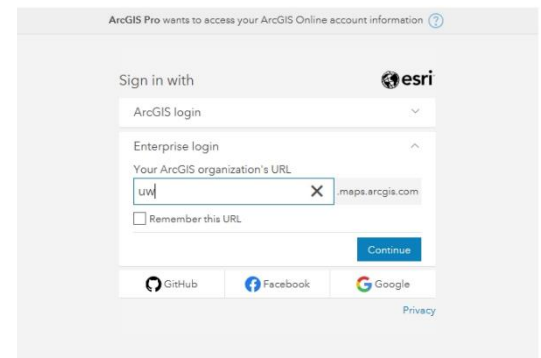 ArcGIS Pro wants to access your ArcGIS Online account information ?
Sign in with
esri
ArcGIS login
Enterprise login
Your ArcGIS organization's URL
uw
.maps.arcgis.com
Remember this URL
Continue
GitHub
Facebook
Google
Privacy